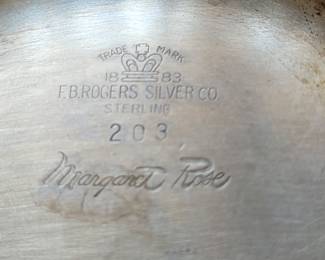 TRADE MARK
18 83
F.B. ROGERS SILVER CO
STERLING
203
Margaret Rose